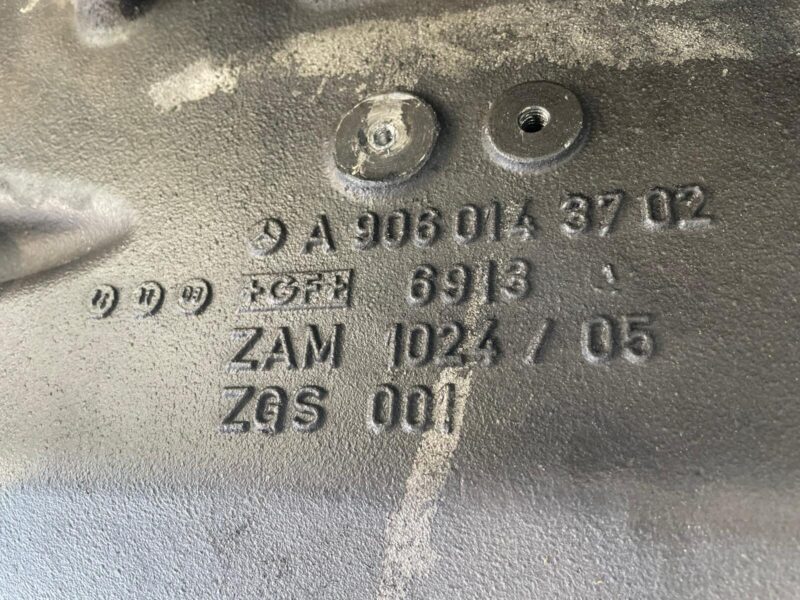 A 906 014 37 02
+GF+ 6913
ZAM 1024 / 05
ZGS 001